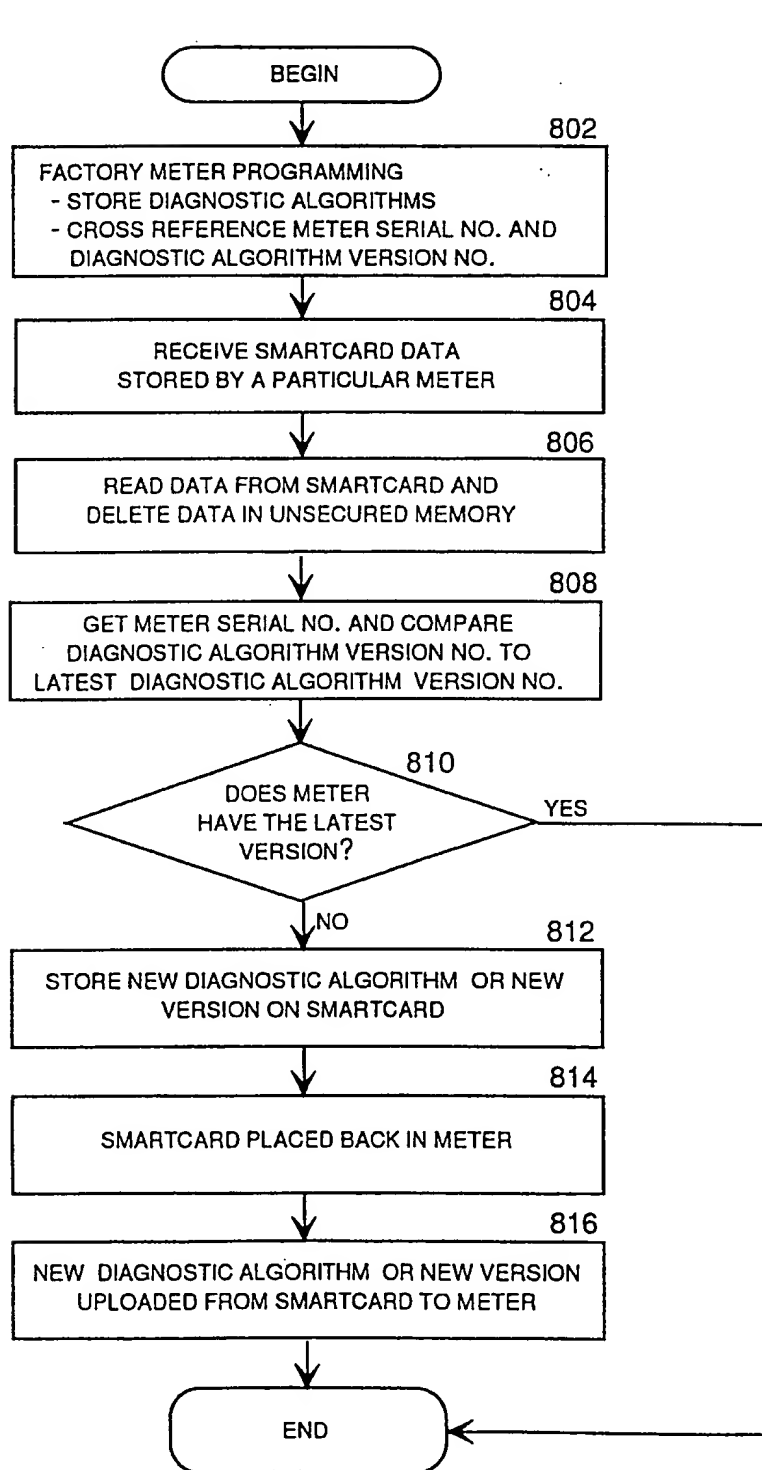 BEGIN
802
FACTORY METER PROGRAMMING
- STORE DIAGNOSTIC ALGORITHMS
- CROSS REFERENCE METER SERIAL NO. AND
DIAGNOSTIC ALGORITHM VERSION NO.
804
RECEIVE SMARTCARD DATA
STORED BY A PARTICULAR METER
806
READ DATA FROM SMARTCARD AND
DELETE DATA IN UNSECURED MEMORY
808
GET METER SERIAL NO. AND COMPARE
DIAGNOSTIC ALGORITHM VERSION NO. TO
LATEST DIAGNOSTIC ALGORITHM VERSION NO.
810
DOES METER
HAVE THE LATEST
VERSION?
YES
NO
812
STORE NEW DIAGNOSTIC ALGORITHM OR NEW
VERSION ON SMARTCARD
814
SMARTCARD PLACED BACK IN METER
816
NEW DIAGNOSTIC ALGORITHM OR NEW VERSION
UPLOADED FROM SMARTCARD TO METER
END